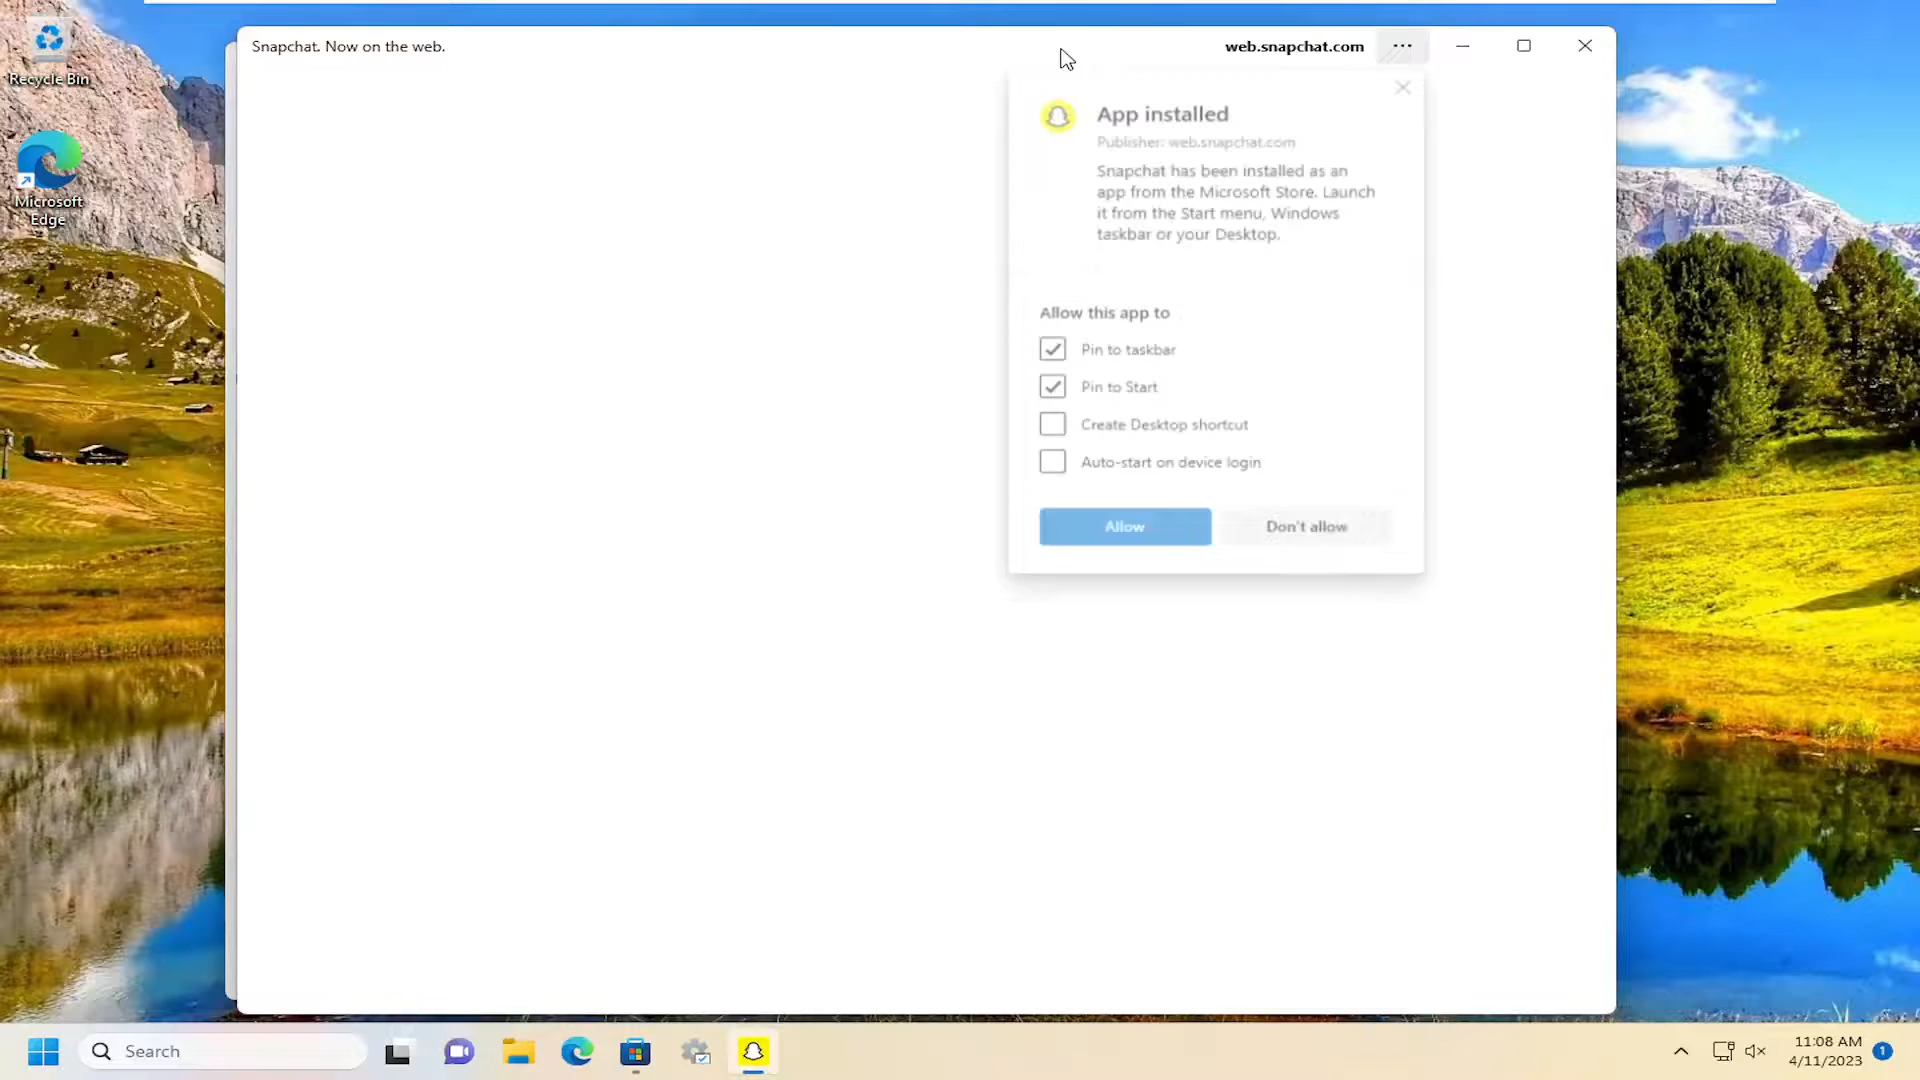 Recycle Bin
Microsoft
Edge
Snapchat. Now on the web.
web.snapchat.com
App installed
Publisher: web.snapchat.com
Snapchat has been installed as an
app from the Microsoft Store. Launch
it from the Start menu, Windows
taskbar or your Desktop.
Allow this app to
Pin to taskbar
Pin to Start
Create Desktop shortcut
Auto-start on device login
Allow
Don't allow
Search
11:08 AM
4/11/2023
1